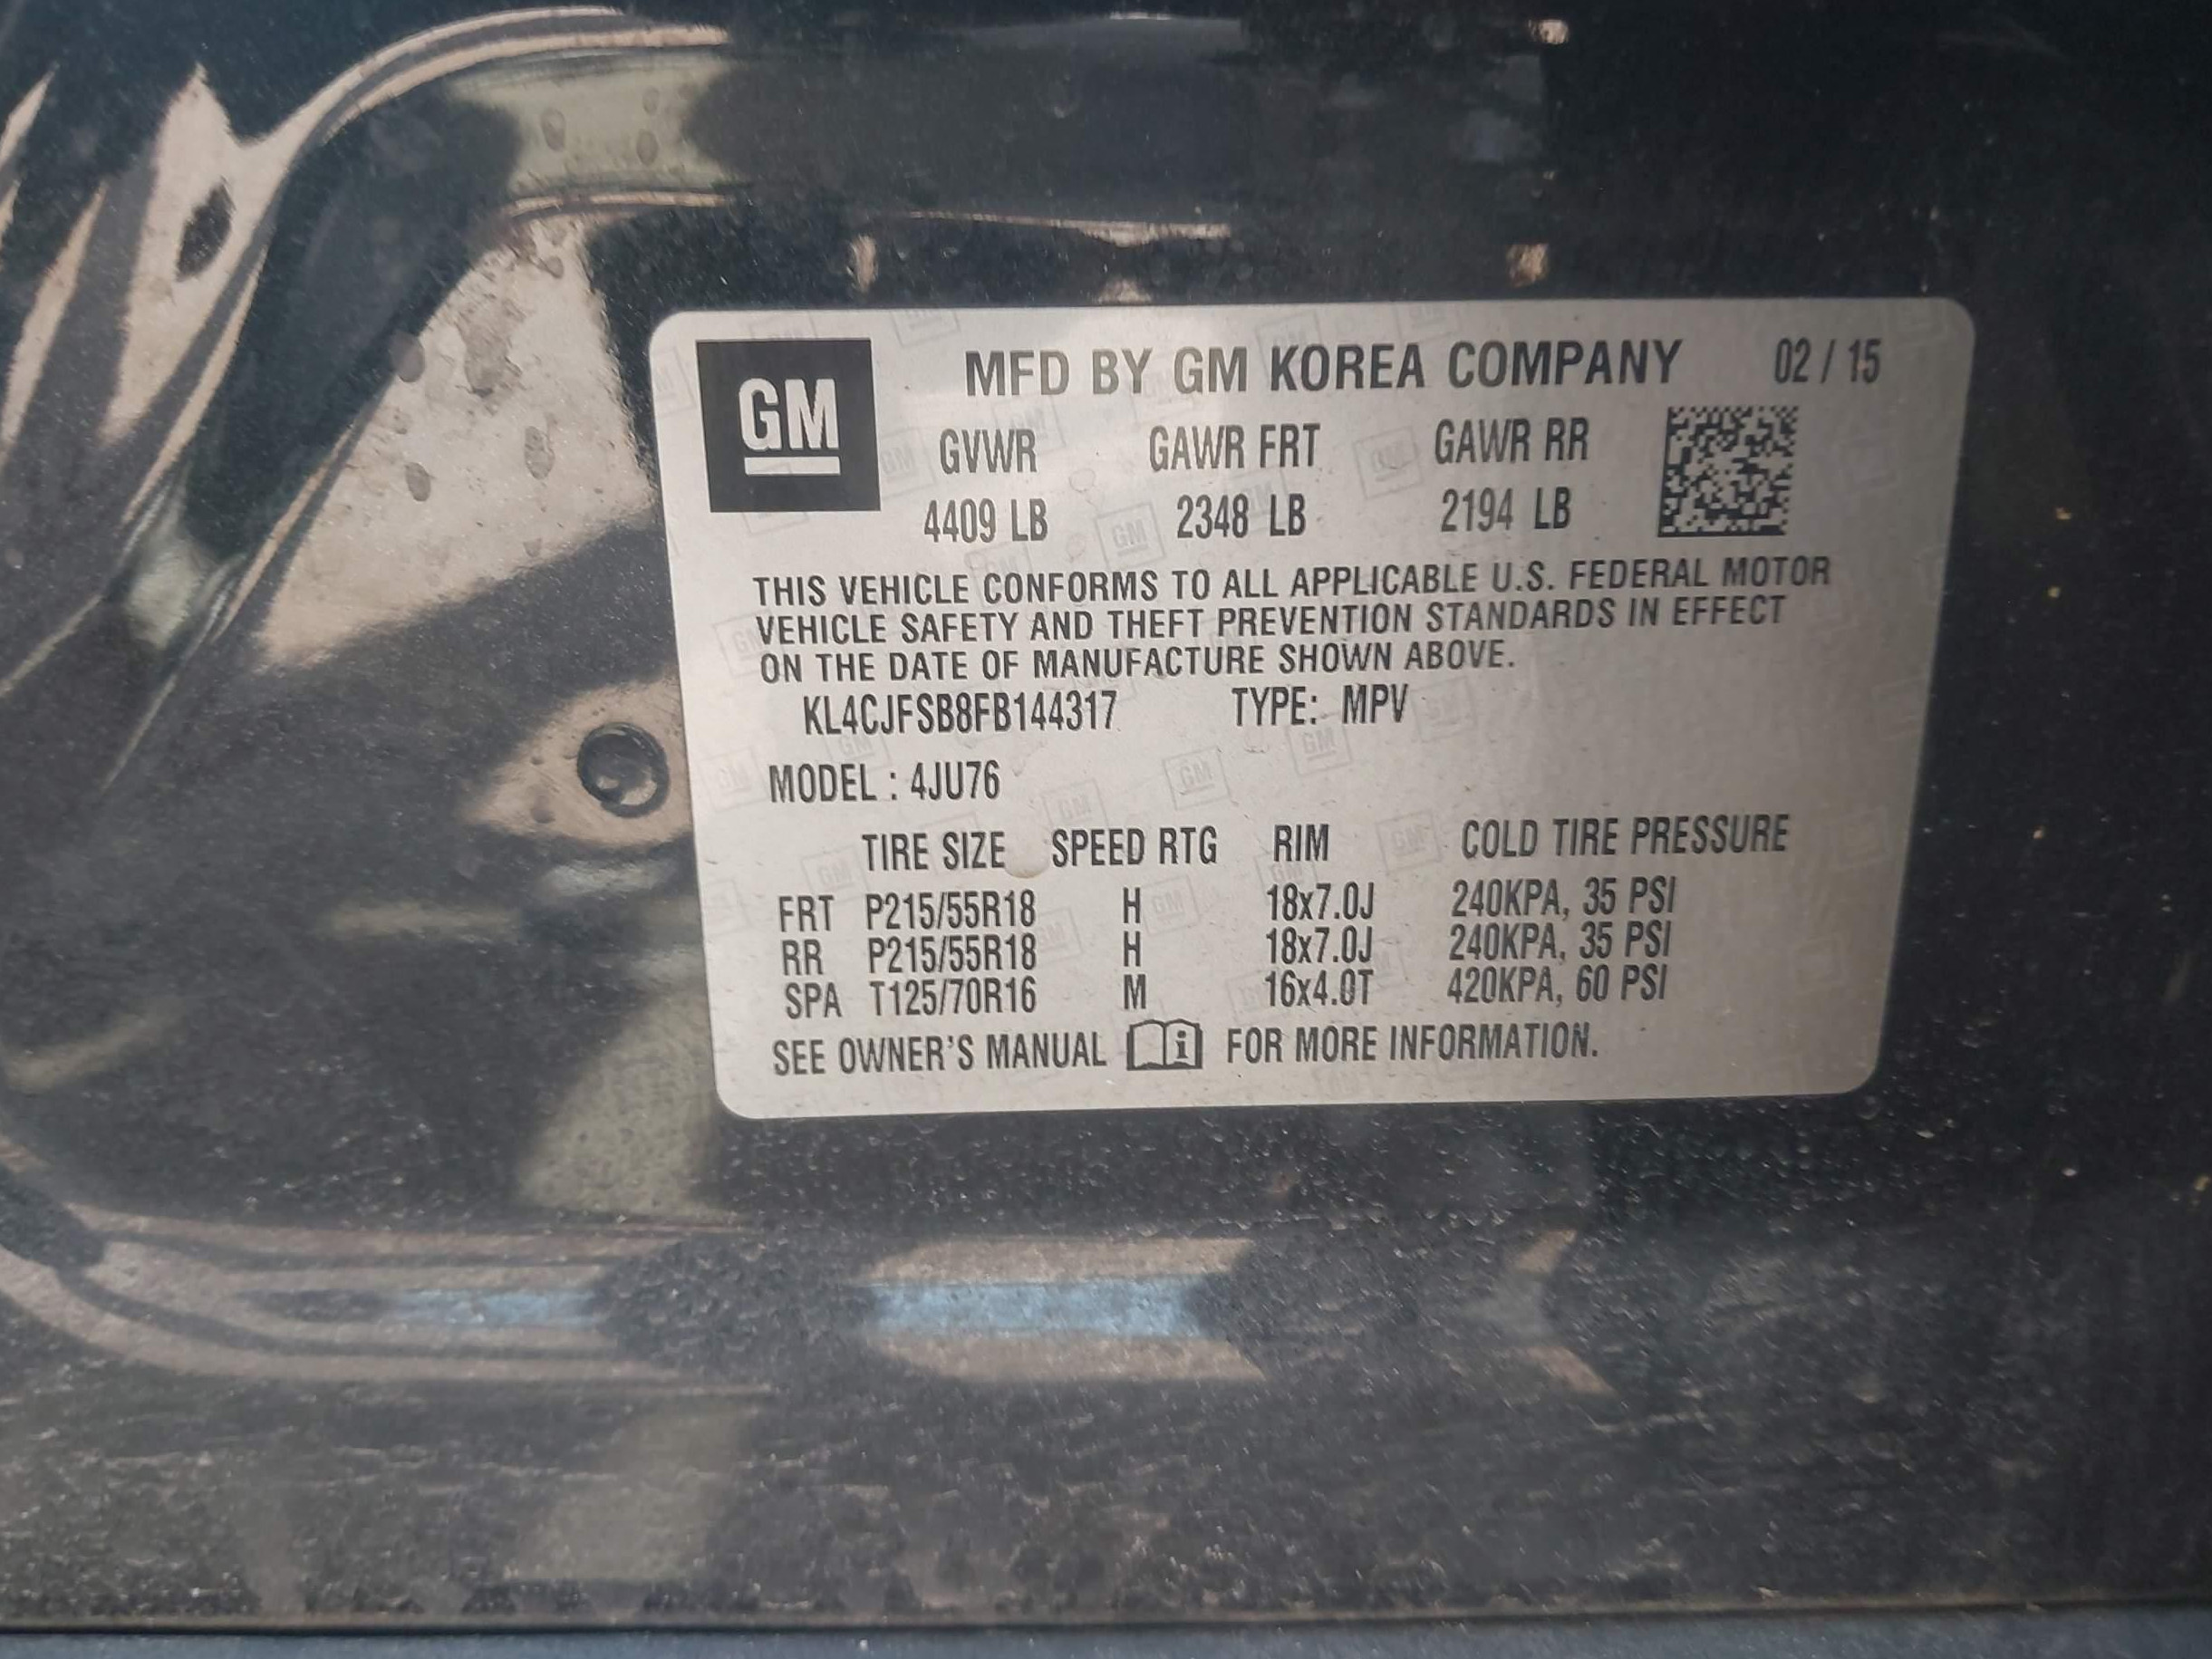 GM
MFD BY GM KOREA COMPANY 02 / 15
GVWR GAWR FRT GAWR RR
4409 LB 2348 LB 2194 LB
THIS VEHICLE CONFORMS TO ALL APPLICABLE U.S. FEDERAL MOTOR
VEHICLE SAFETY AND THEFT PREVENTION STANDARDS IN EFFECT
ON THE DATE OF MANUFACTURE SHOWN ABOVE.
KL4CJFSB8FB144317 TYPE: MPV
MODEL : 4JU76
TIRE SIZE SPEED RTG RIM COLD TIRE PRESSURE
FRT P215/55R18 H 18x7.0J 240KPA, 35 PSI
RR P215/55R18 H 18x7.0J 240KPA, 35 PSI
SPA T125/70R16 M 16x4.0T 420KPA, 60 PSI
SEE OWNER'S MANUAL i FOR MORE INFORMATION.